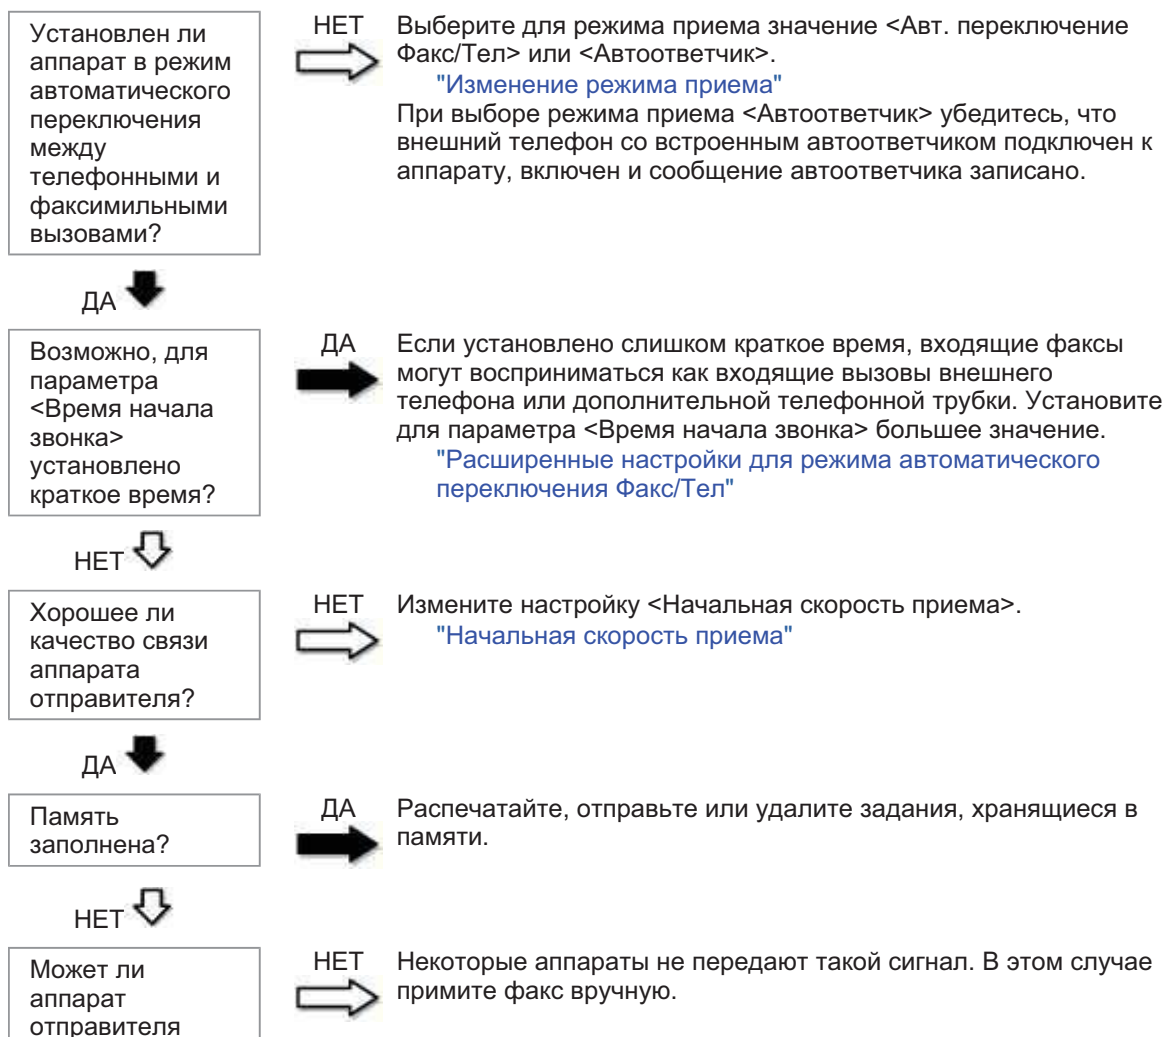 Установлен ли
аппарат в режим
автоматического
переключения
между
телефонными и
факсимильными
вызовами?
НЕТ
Выберите для режима приема значение <Авт. переключение
Факс/Тел> или <Автоответчик>.
"Изменение режима приема"
При выборе режима приема <Автоответчик> убедитесь, что
внешний телефон со встроенным автоответчиком подключен к
аппарату, включен и сообщение автоответчика записано.
ДА
Возможно, для
параметра
<Время начала
звонка>
установлено
краткое время?
ДА
Если установлено слишком краткое время, входящие факсы
могут восприниматься как входящие вызовы внешнего
телефона или дополнительной телефонной трубки. Установите
для параметра <Время начала звонка> большее значение.
"Расширенные настройки для режима автоматического
переключения Факс/Тел"
НЕТ
Хорошее ли
качество связи
аппарата
отправителя?
НЕТ
Измените настройку <Начальная скорость приема>.
"Начальная скорость приема"
ДА
Память
заполнена?
ДА
Распечатайте, отправьте или удалите задания, хранящиеся в
памяти.
НЕТ
Может ли
аппарат
отправителя
НЕТ
Некоторые аппараты не передают такой сигнал. В этом случае
примите факс вручную.